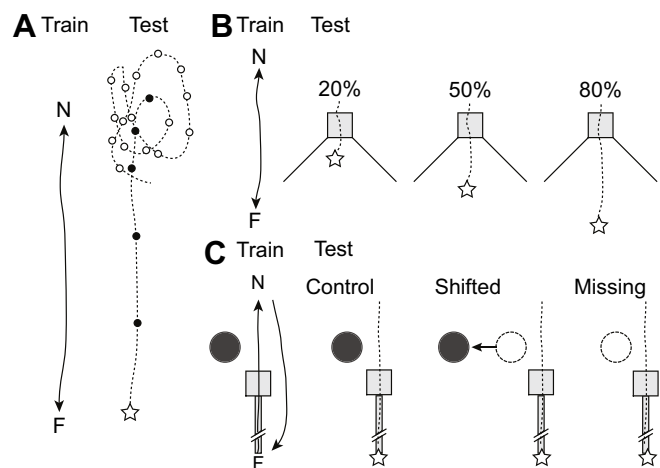 A Train Test
N
F
B Train Test
N
20% 50% 80%
F
C Train Test
N Control Shifted Missing
F